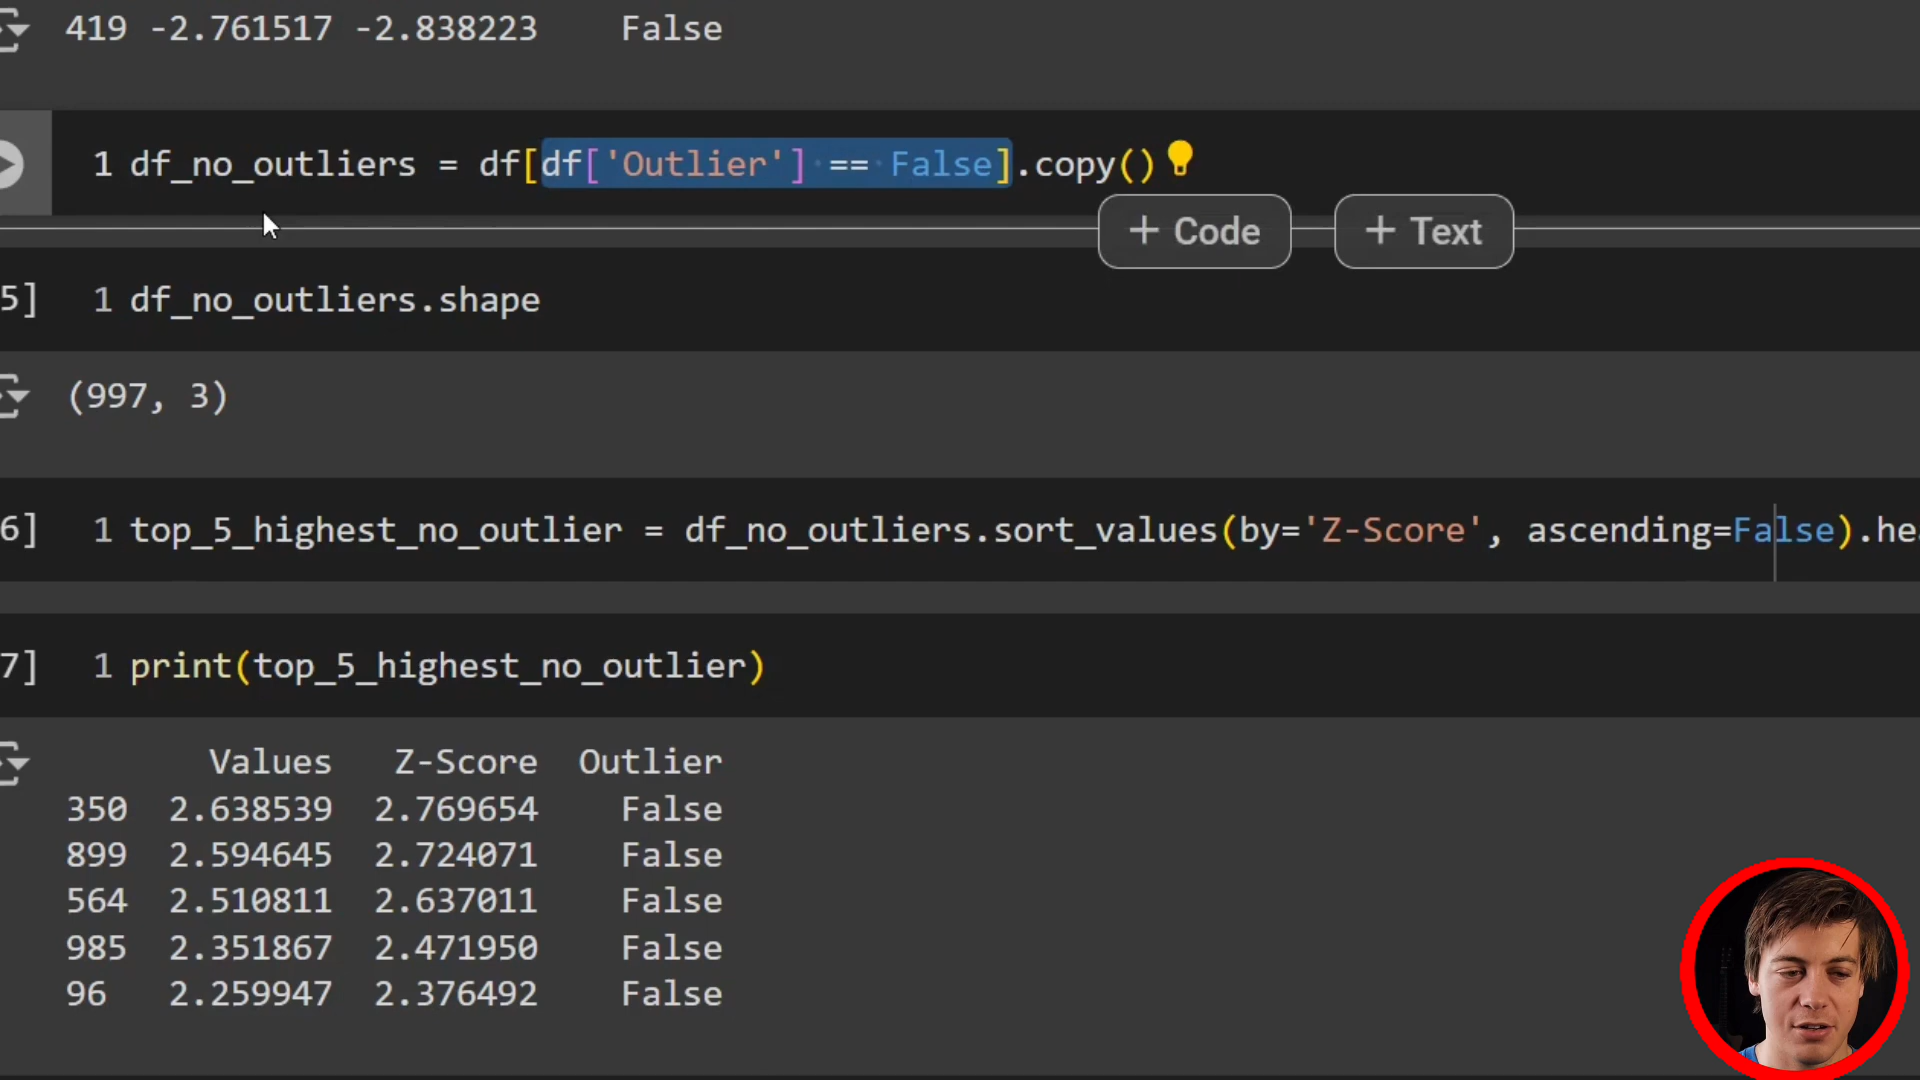 419 -2.761517 -2.838223 False
1 df_no_outliers = df[df['Outlier'] == False].copy()
+ Code + Text
5] 1 df_no_outliers.shape
(997, 3)
6] 1 top_5_highest_no_outlier = df_no_outliers.sort_values(by='Z-Score', ascending=False).hea
7] 1 print(top_5_highest_no_outlier)
Values Z-Score Outlier
350 2.638539 2.769654 False
899 2.594645 2.724071 False
564 2.510811 2.637011 False
985 2.351867 2.471950 False
96 2.259947 2.376492 False